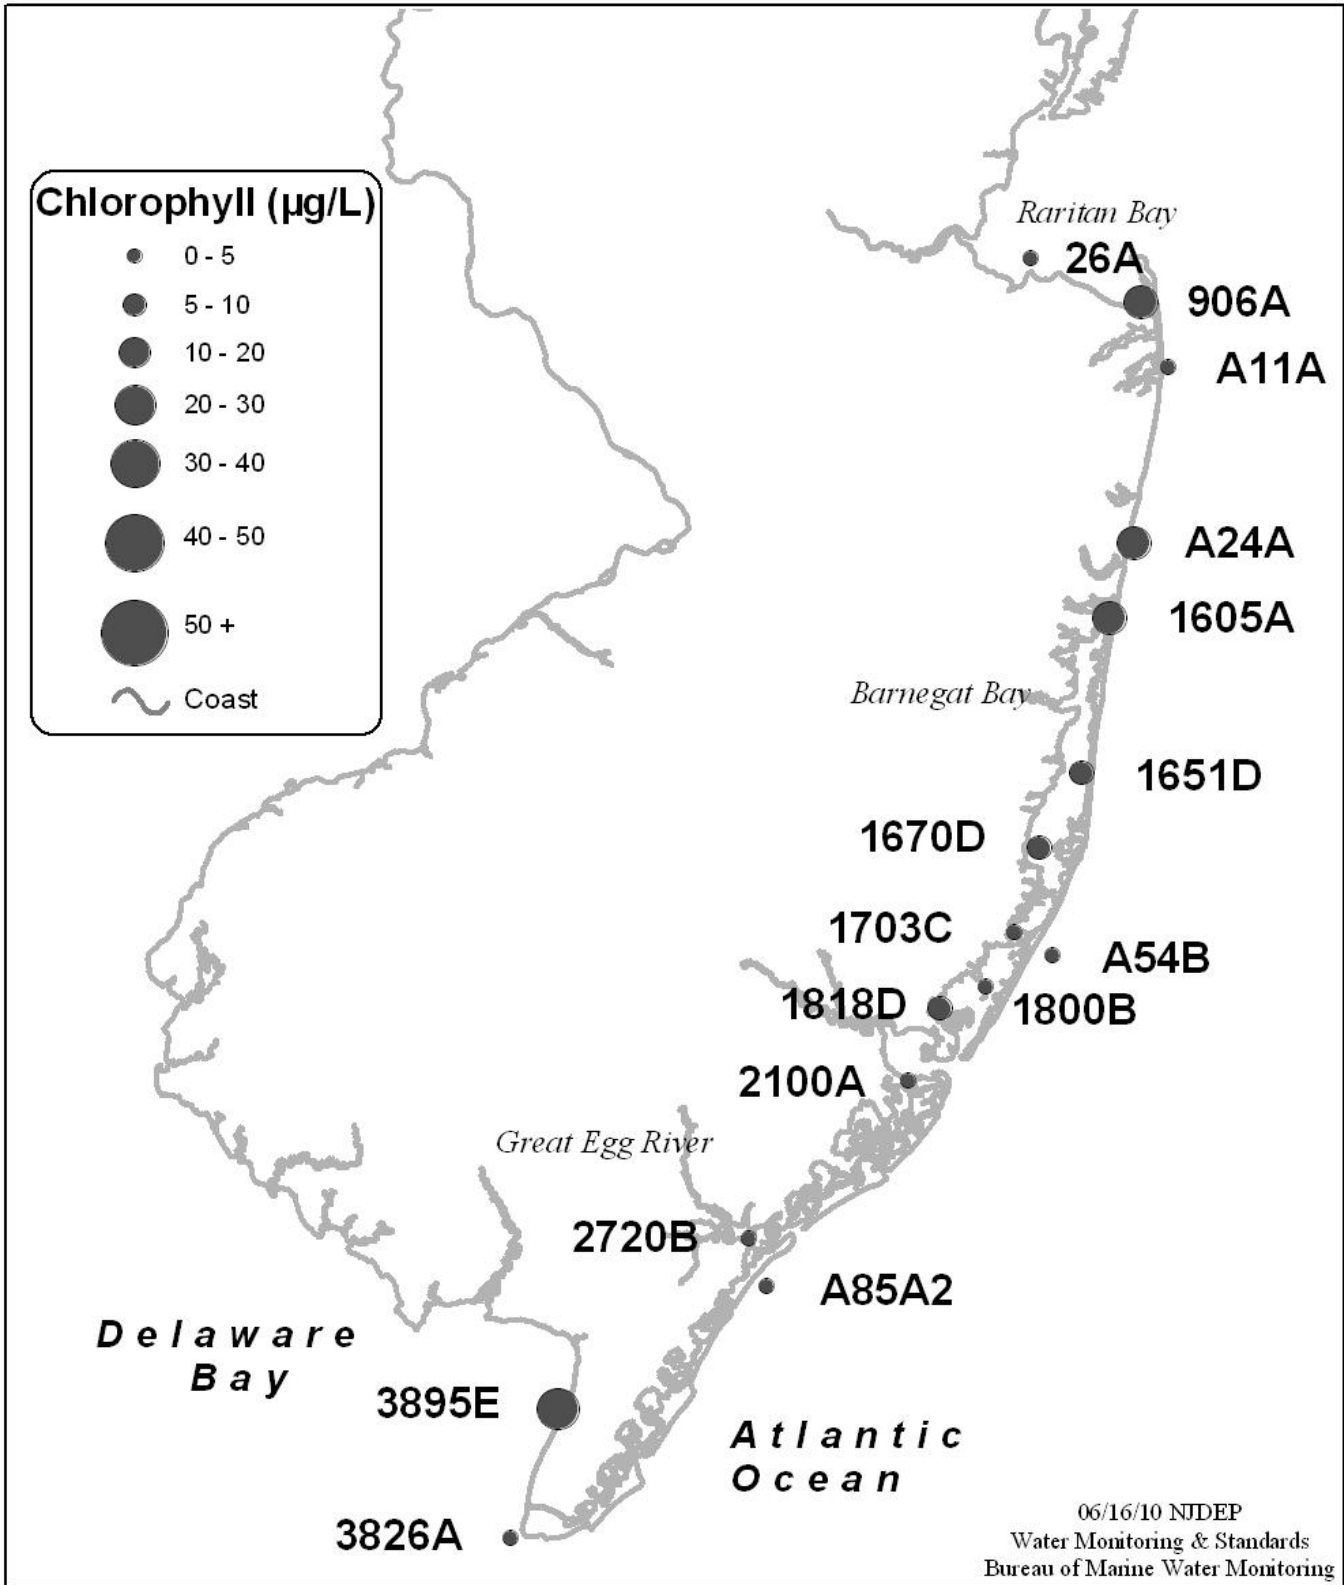 Chlorophyll (µg/L)
0 - 5
5 - 10
10 - 20
20 - 30
30 - 40
40 - 50
50 +
Coast
Raritan Bay
26A
906A
A11A
A24A
1605A
Barnegat Bay
1651D
1670D
1703C
A54B
1818D
1800B
2100A
Great Egg River
2720B
A85A2
Delaware
Bay
3895E
Atlantic
Ocean
3826A
06/16/10 NJDEP
Water Monitoring & Standards
Bureau of Marine Water Monitoring